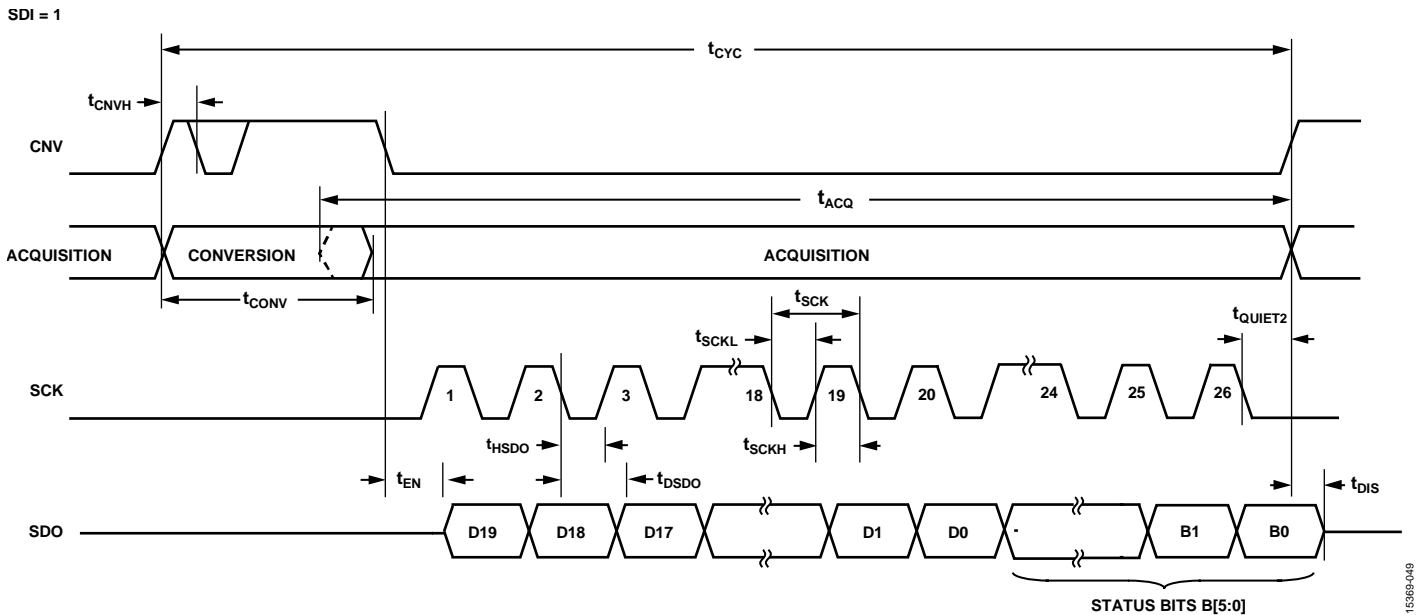 SDI = 1
tCYC
tCNVH
CNV
tACQ
ACQUISITION
CONVERSION
ACQUISITION
tCONV
tSCK
tQUIET2
tSCKL
SCK
1
2
3
18
19
20
24
25
26
tHSDO
tSCKH
tEN
tDSDO
tDIS
SDO
D19
D18
D17
D1
D0
B1
B0
STATUS BITS B[5:0]
15369-049